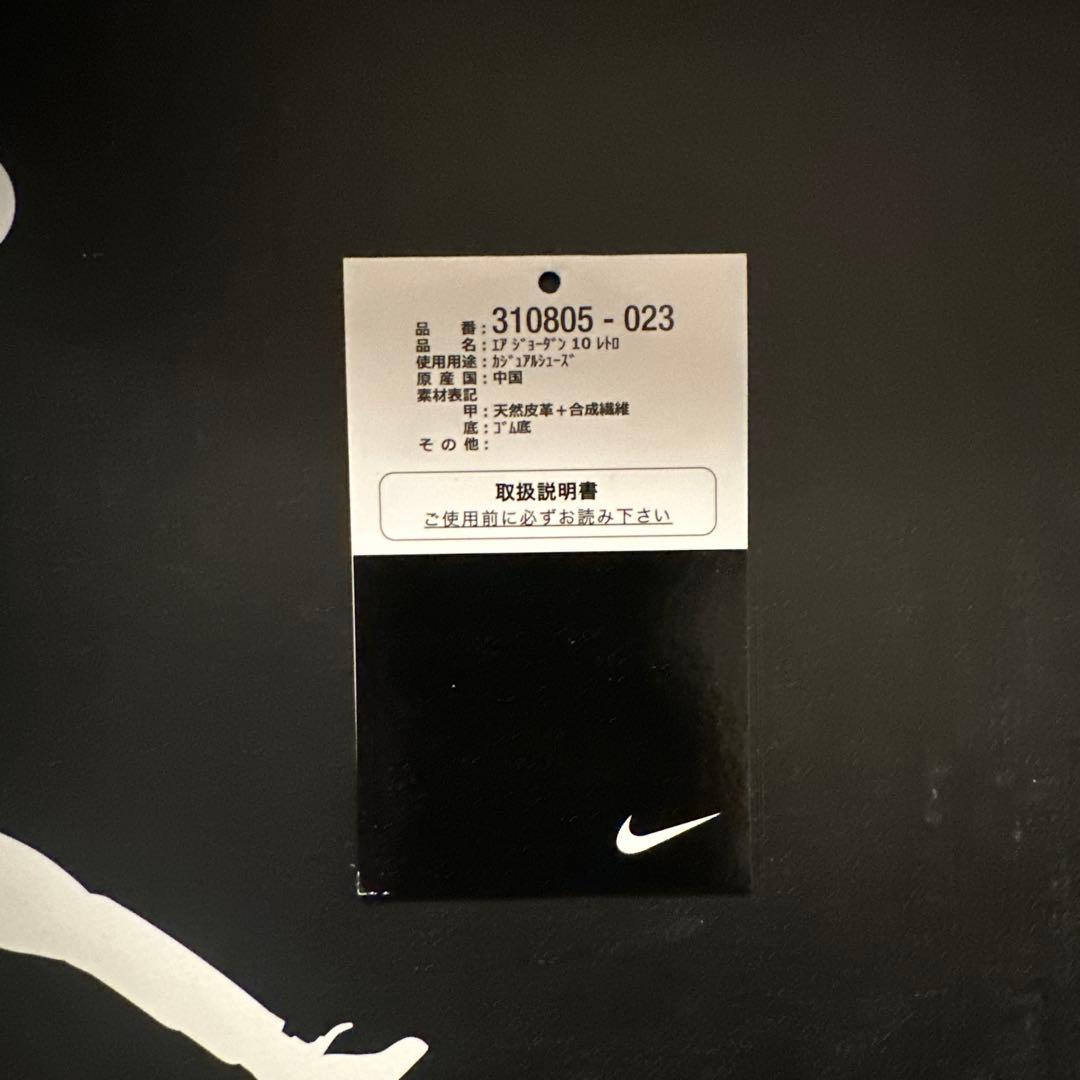 品 番：310805 - 023
品 名：ｴｱ ｼﾞｮｰﾀﾞﾝ 10 ﾚﾄﾛ
使用用途：ｶｼﾞｭｱﾙｼｭｰｽﾞ
原 産 国：中国
素材表記
甲：天然皮革＋合成繊維
底：ｺﾞﾑ底
そ の 他：
取扱説明書
ご使用前に必ずお読み下さい